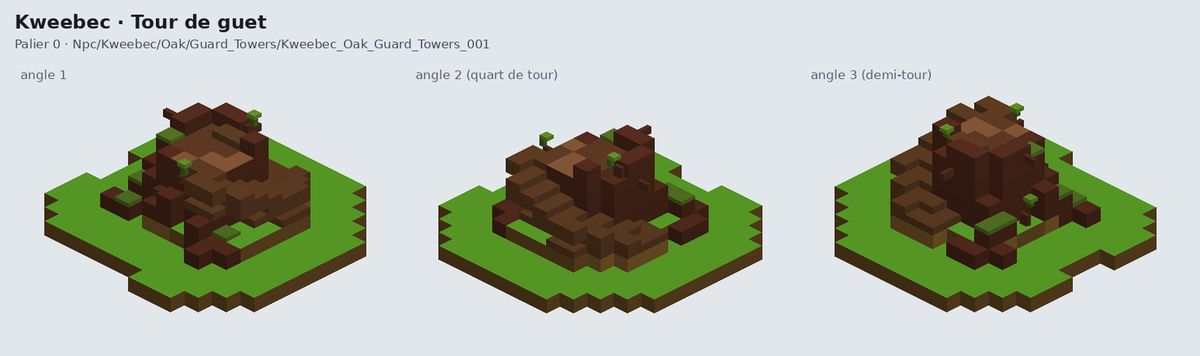 Kweebec · Tour de guet
Palier 0 · Npc/Kweebec/Oak/Guard_Towers/Kweebec_Oak_Guard_Towers_001
angle 1
angle 2 (quart de tour)
angle 3 (demi-tour)